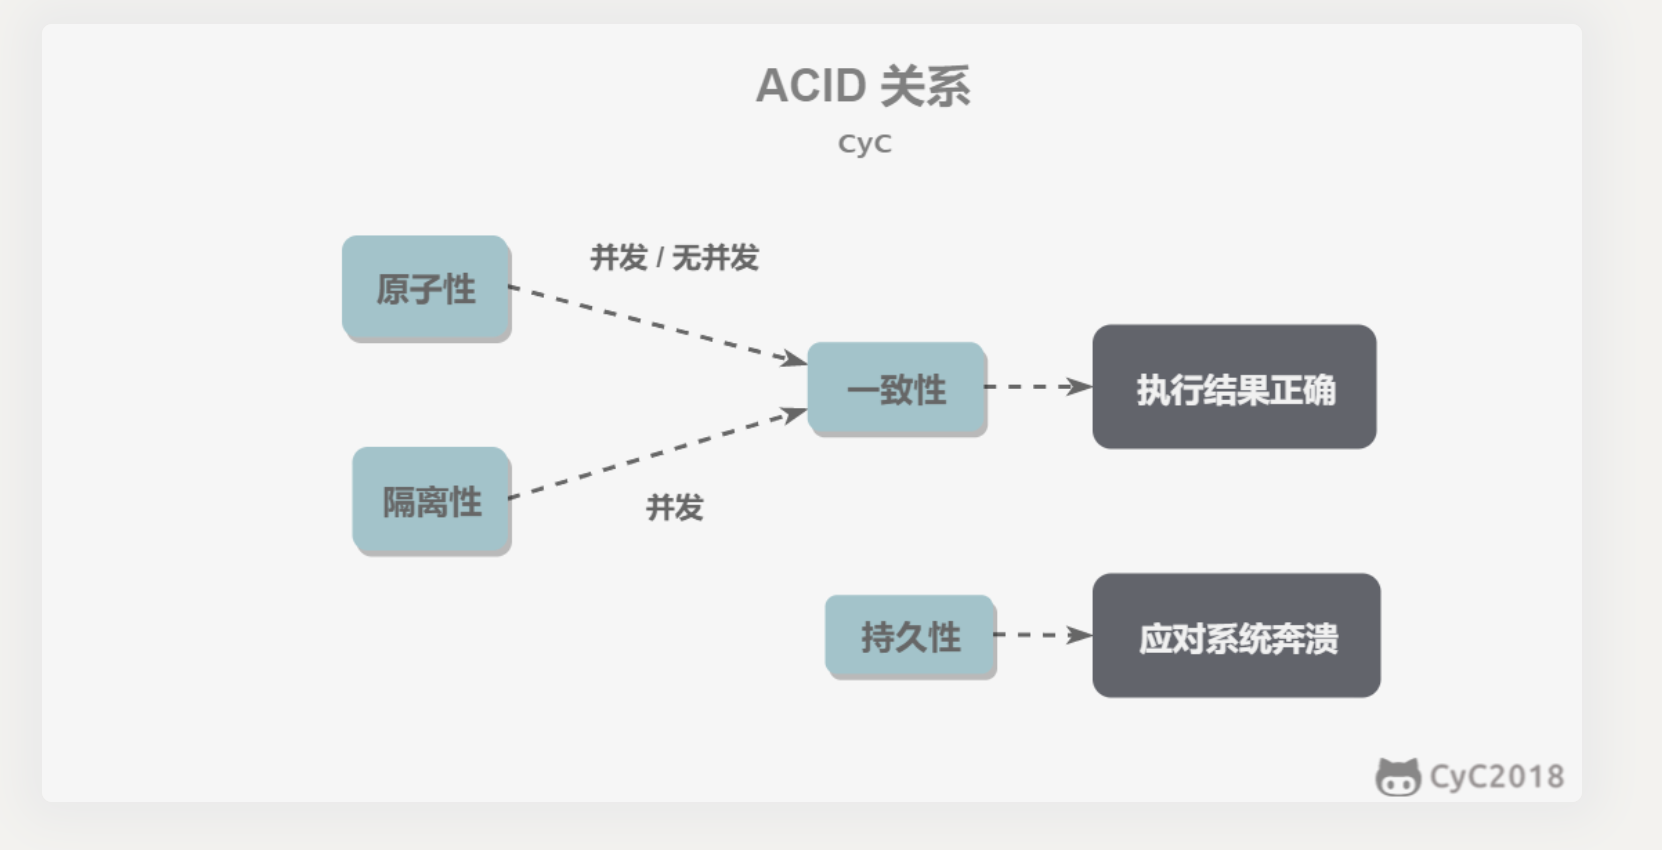 ACID 关系
CyC
并发 / 无并发
原子性
一致性
执行结果正确
隔离性
并发
持久性
应对系统奔溃
CyC2018